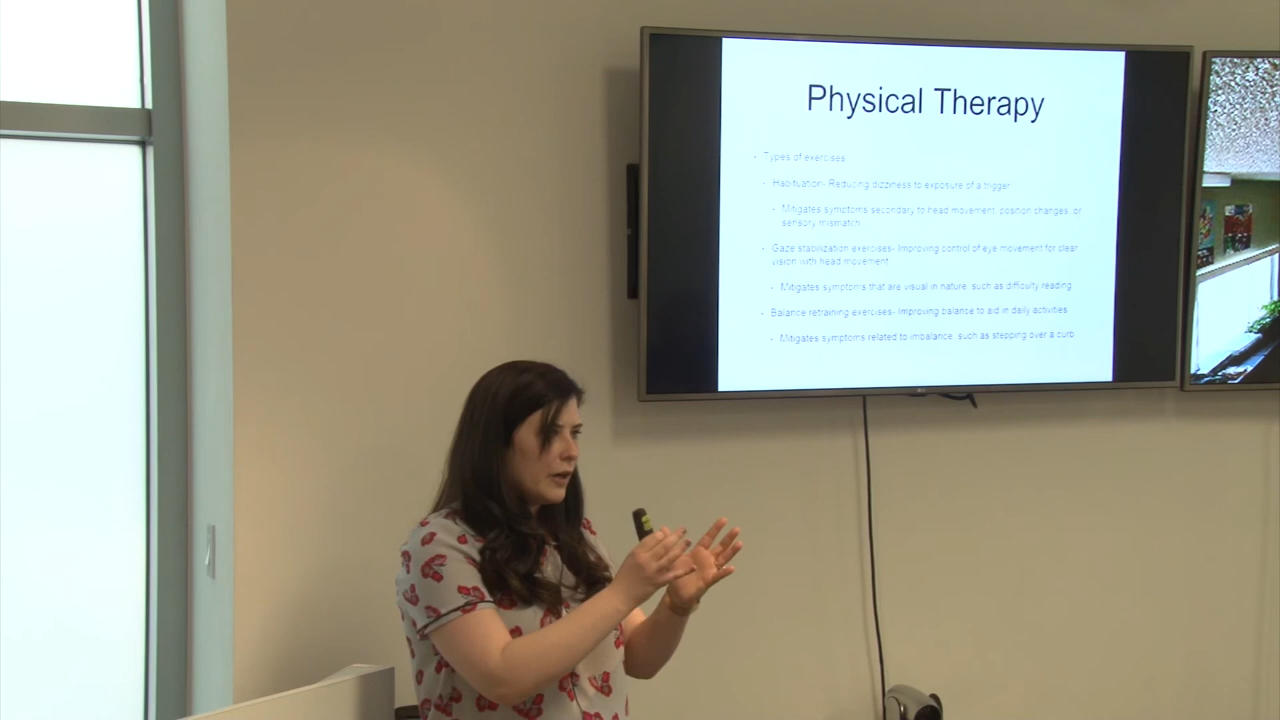 Physical Therapy
- Types of exercises
- Habituation- Reducing dizziness to exposure of a trigger
- Mitigates symptoms secondary to head movement, position changes, or
sensory mismatch
- Gaze stabilization exercises- Improving control of eye movement for clear
vision with head movement
- Mitigates symptoms that are visual in nature, such as difficulty reading
- Balance retraining exercises- Improving balance to aid in daily activities
- Mitigates symptoms related to imbalance, such as stepping over a curb
LG